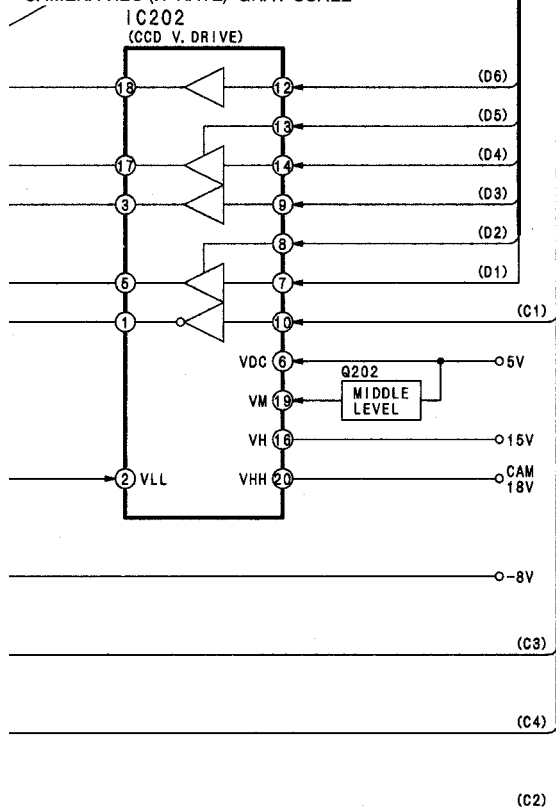 IC202
(CCD V. DRIVE)
18 12 (D6)
13 (D5)
17 14 (D4)
3 9 (D3)
8 (D2)
5 7 (D1)
1 10 (C1)
VDC 6 5V
Q202
VM 19 MIDDLE
LEVEL
VH 16 15V
2 VLL VHH 20 CAM
18V
-8V
(C3)
(C4)
(C2)